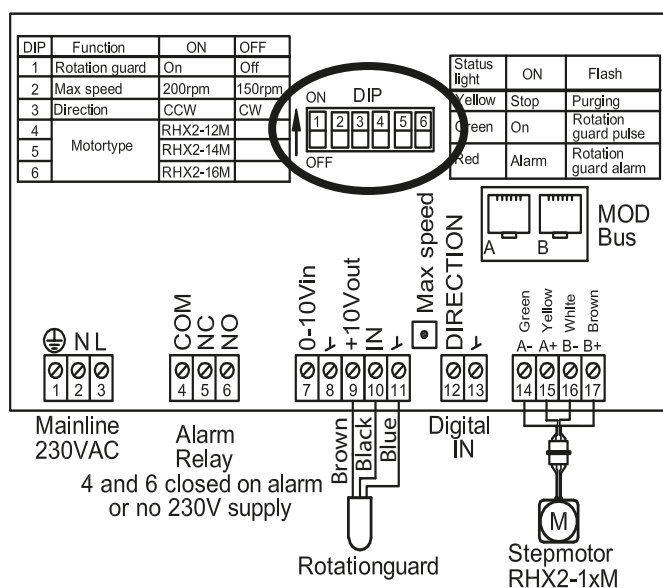 DIP Function ON OFF
1 Rotation guard On Off
2 Max speed 200rpm 150rpm
3 Direction CCW CW
4 RHX2-12M
5 Motortype RHX2-14M
6 RHX2-16M
ON DIP
1 2 3 4 5 6
OFF
Status light ON Flash
Yellow Stop Purging
Green On Rotation guard pulse
Red Alarm Rotation guard alarm
A B
MOD
Bus
N L
COM
NC
NO
0-10Vin
+10Vout
IN
Max speed
DIRECTION
Green
Yellow
White
Brown
A- A+ B- B+
1 2 3
4 5 6
7 8 9 10 11
12 13
14 15 16 17
Mainline
230VAC
Alarm
Relay
4 and 6 closed on alarm
or no 230V supply
Brown
Black
Blue
Rotationguard
Digital
IN
M
Stepmotor
RHX2-1xM